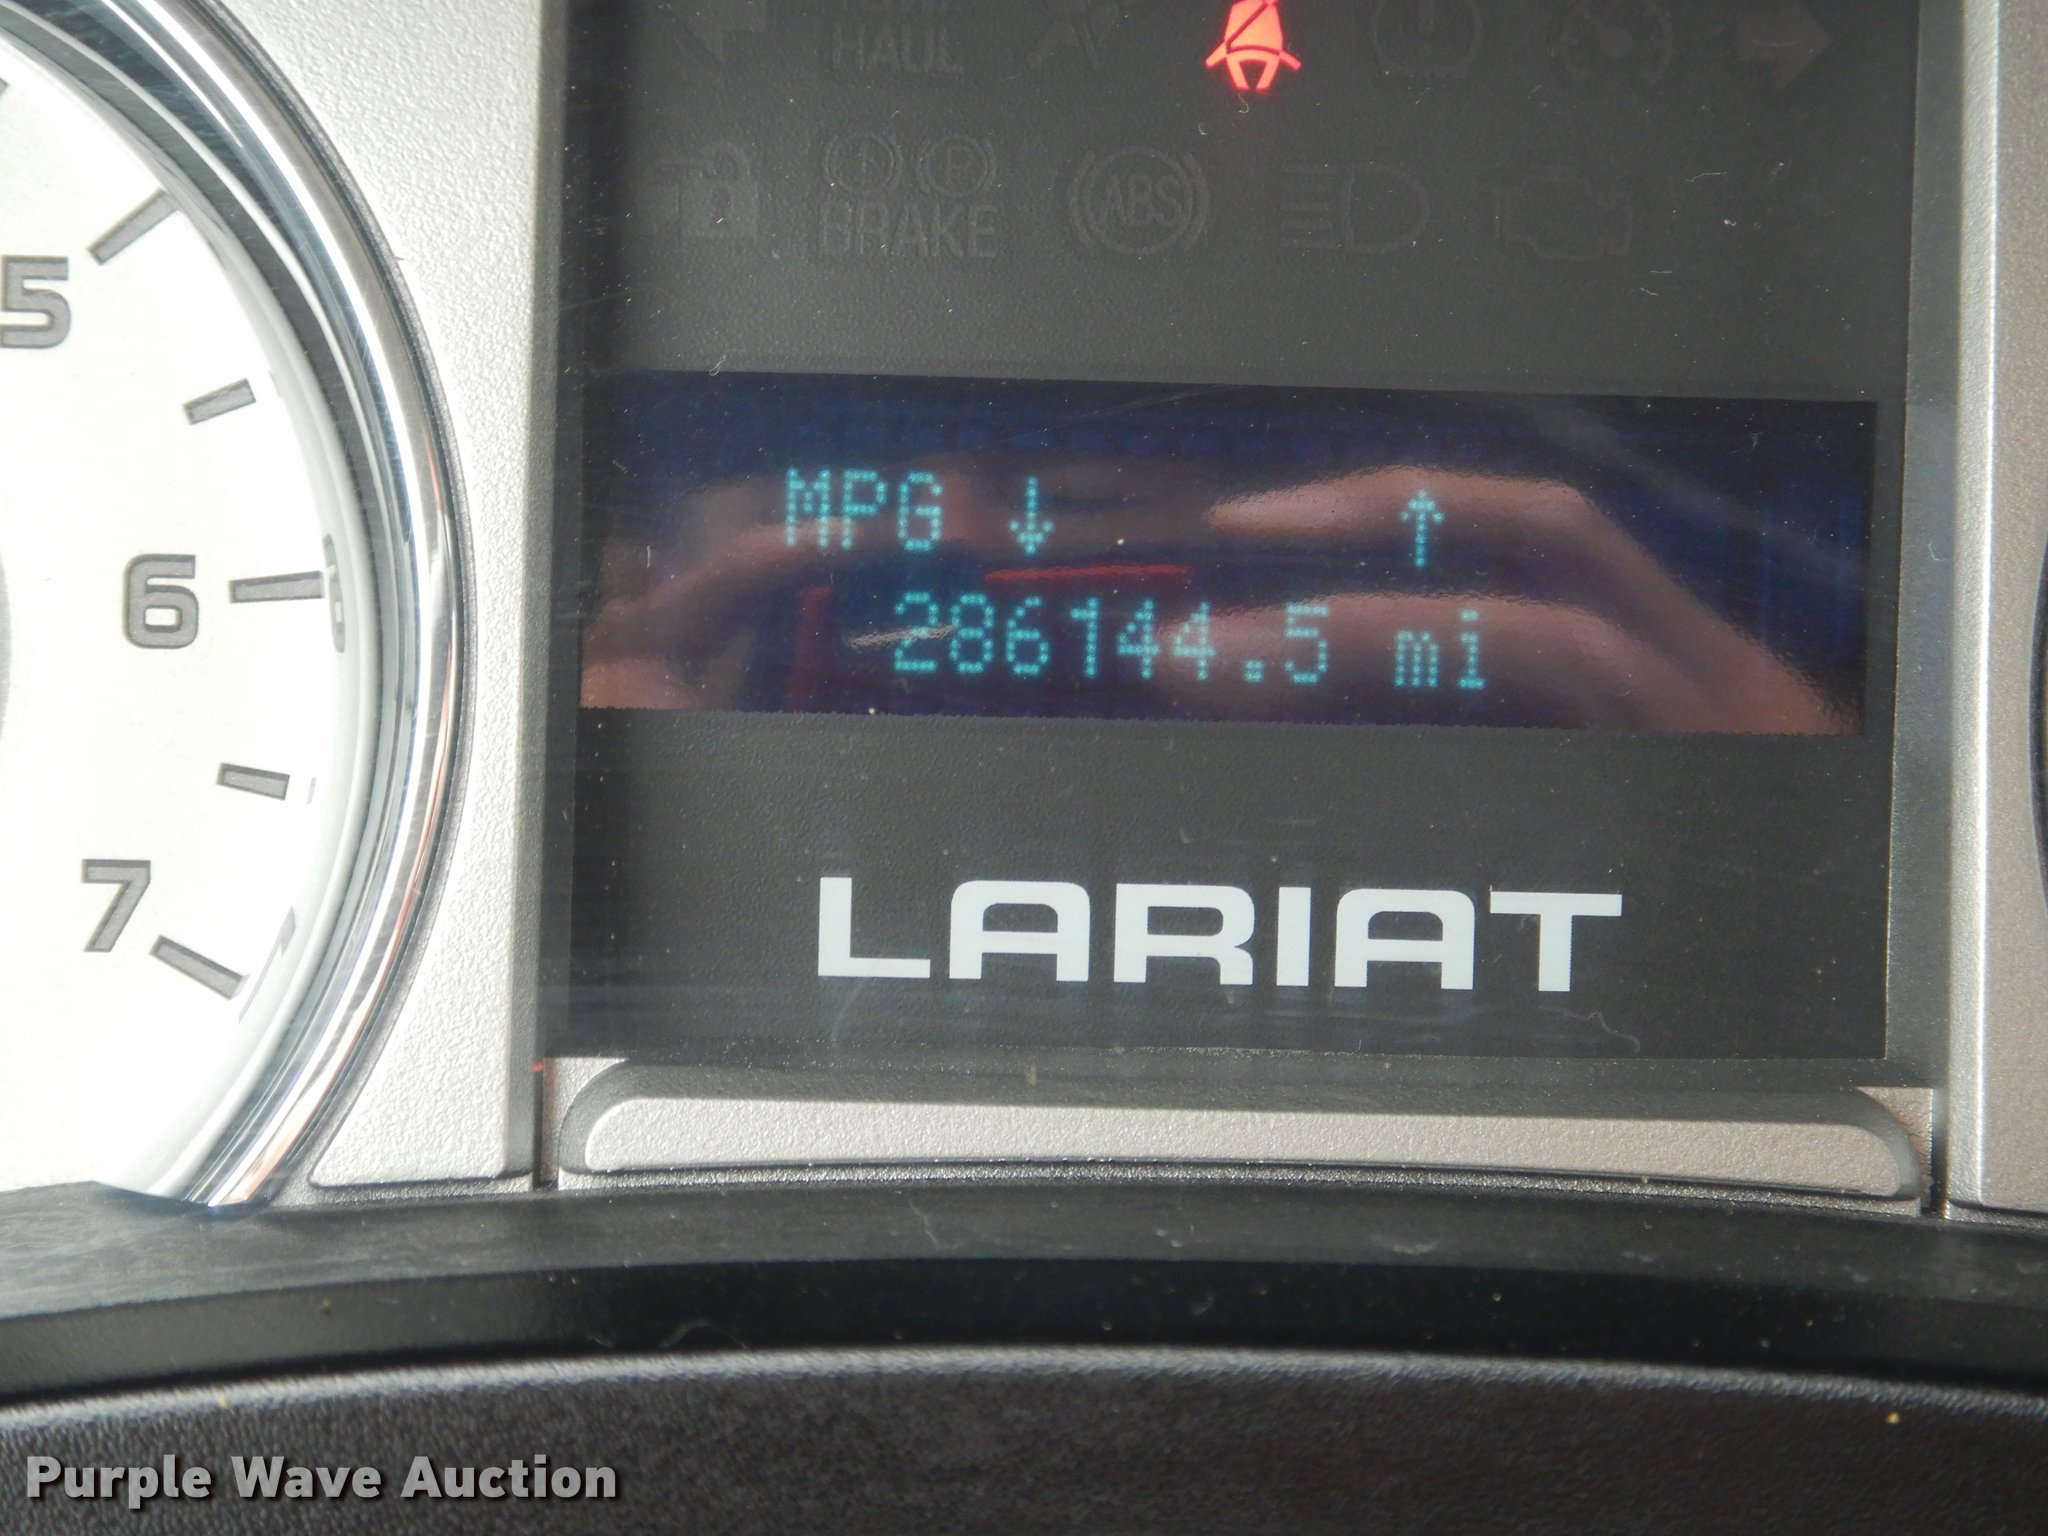 HAUL
BRAKE
ABS
5
6
7
MPG ↓ ↑
286144.5 mi
LARIAT
Purple Wave Auction